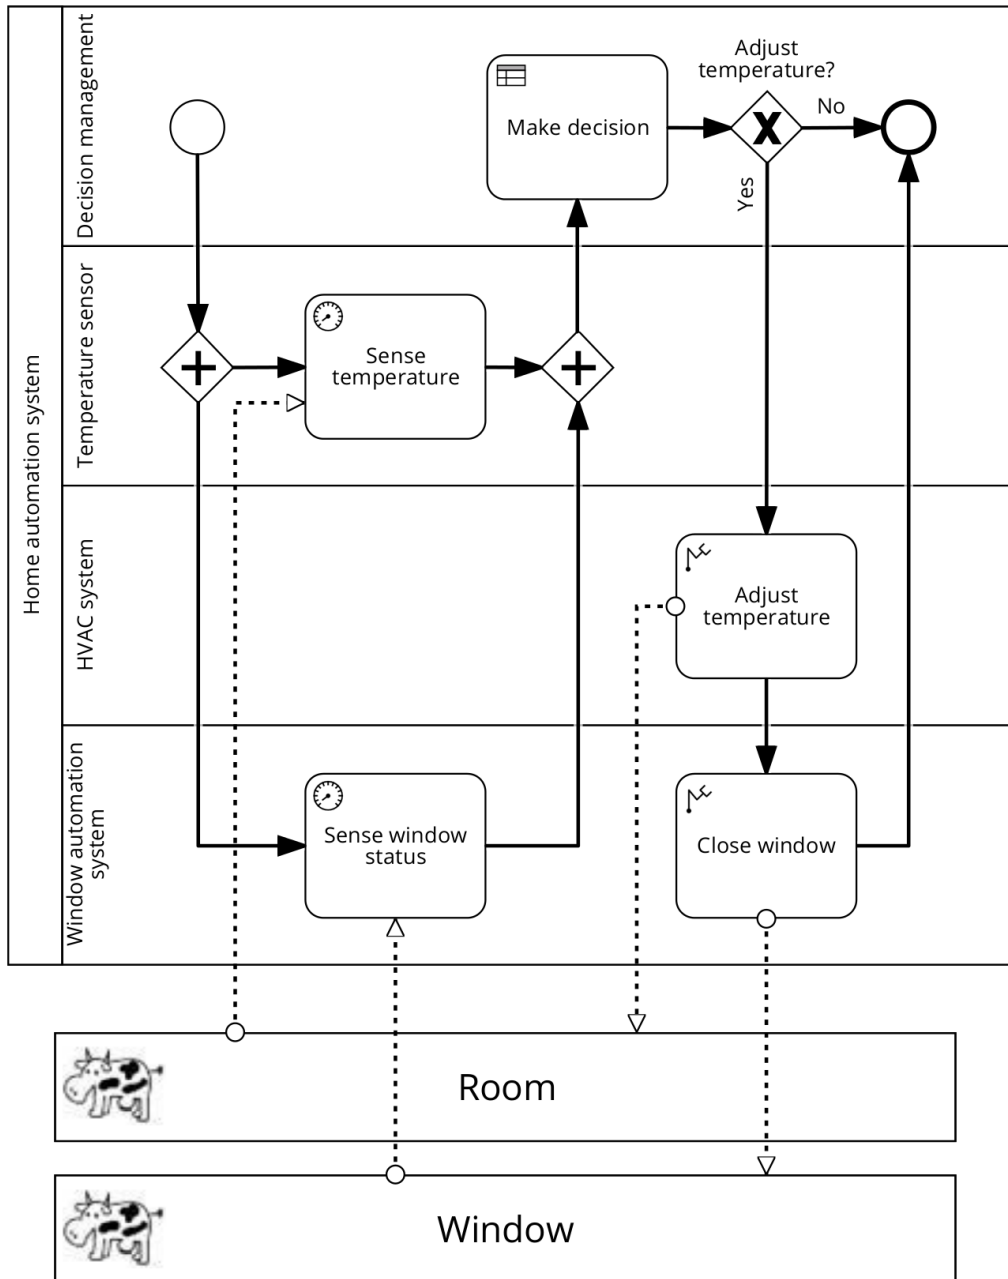 Home automation system
Decision management
Adjust
temperature?
Make decision
No
Yes
Temperature sensor
Sense
temperature
HVAC system
Adjust
temperature
Window automation
system
Sense window
status
Close window
Room
Window